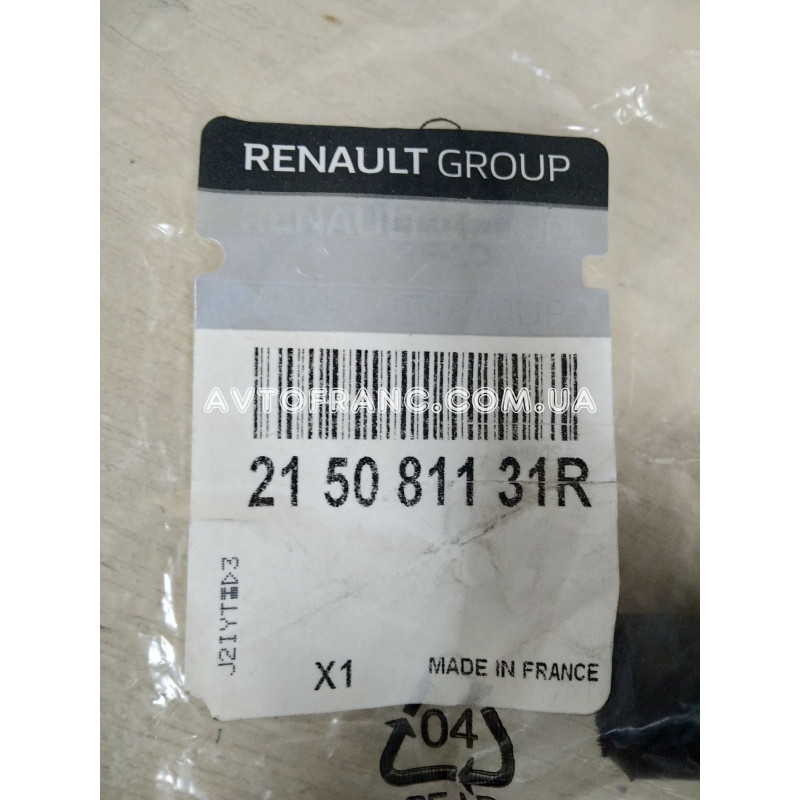 RENAULT GROUP
AVTOFRANC.COM.UA
21 50 811 31R
X1
MADE IN FRANCE
04